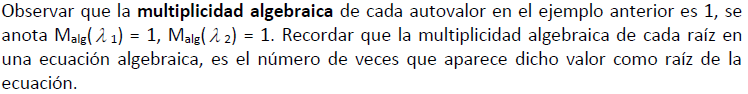 Observar que la multiplicidad algebraica de cada autovalor en el ejemplo anterior es 1, se
anota Malg(λ 1) = 1, Malg(λ 2) = 1. Recordar que la multiplicidad algebraica de cada raíz en
una ecuación algebraica, es el número de veces que aparece dicho valor como raíz de la
ecuación.